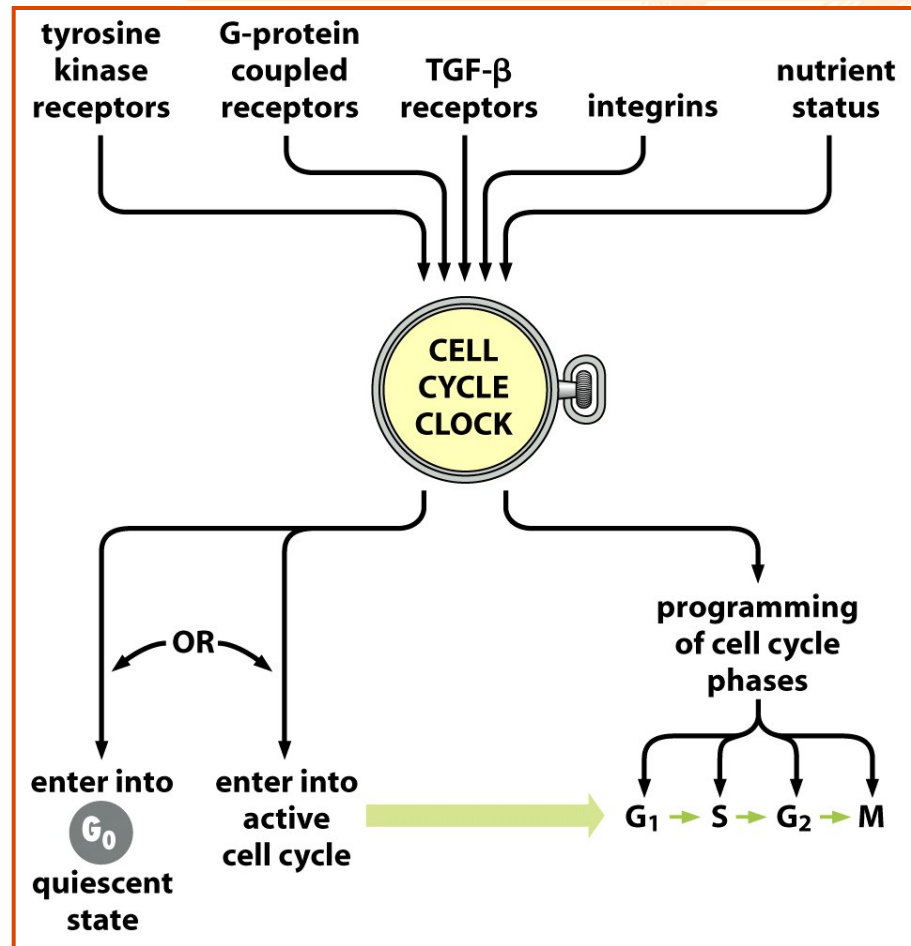 tyrosine
kinase
receptors
G-protein
coupled
receptors
TGF-β
receptors
integrins
nutrient
status
CELL
CYCLE
CLOCK
OR
programming
of cell cycle
phases
enter into
G₀
quiescent
state
enter into
active
cell cycle
G₁ S G₂ M